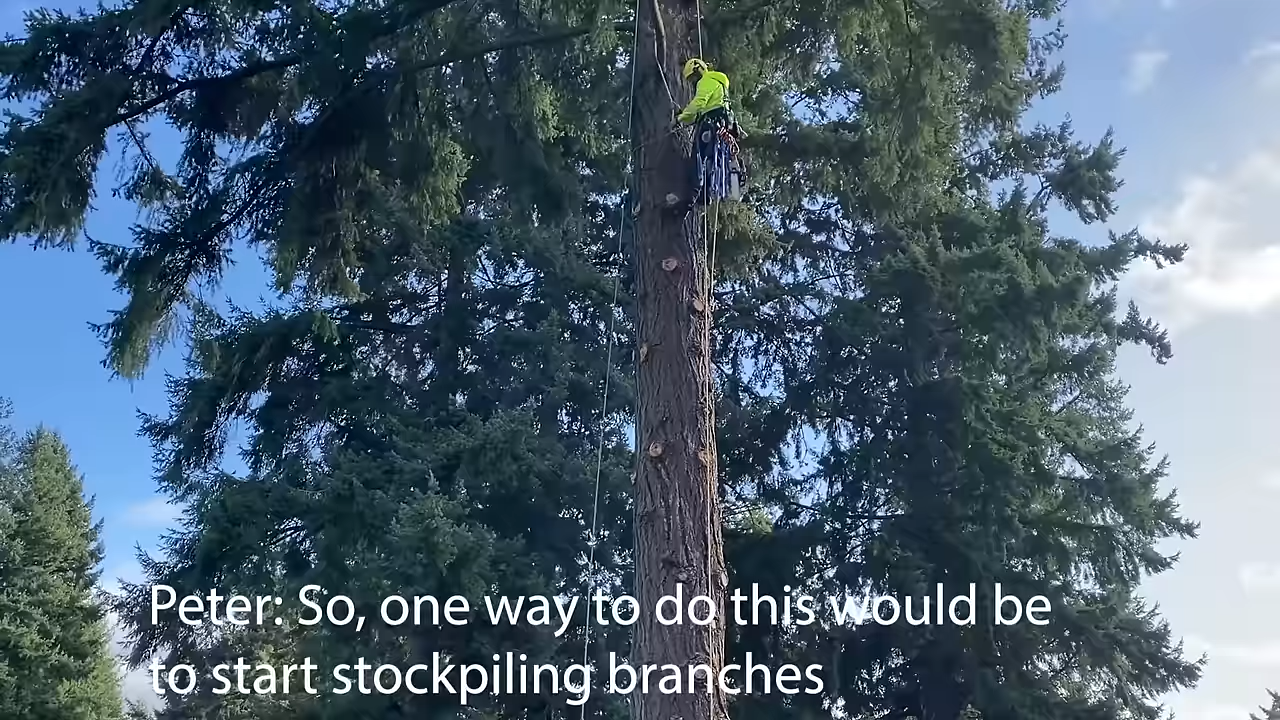 Peter: So, one way to do this would be
to start stockpiling branches